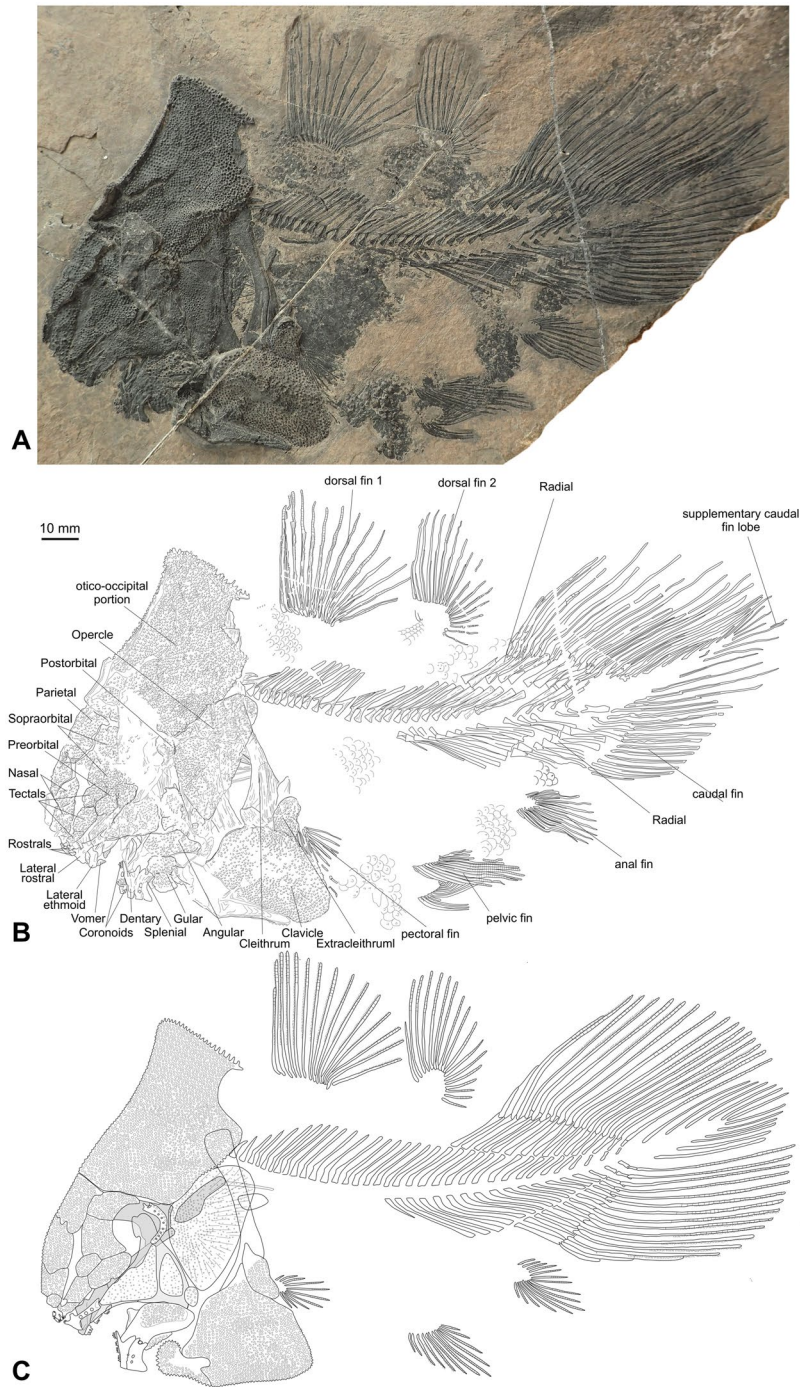 A
dorsal fin 1
dorsal fin 2
Radial
supplementary caudal
fin lobe
10 mm
otico-occipital
portion
Opercle
Postorbital
Parietal
Sopraorbital
Preorbital
Nasal
Tectals
Rostrals
Lateral
rostral
Lateral
ethmoid
Vomer
Coronoids
Dentary
Splenial
Gular
Angular
Cleithrum
Clavicle
Extracleithruml
pectoral fin
pelvic fin
anal fin
Radial
caudal fin
B
C